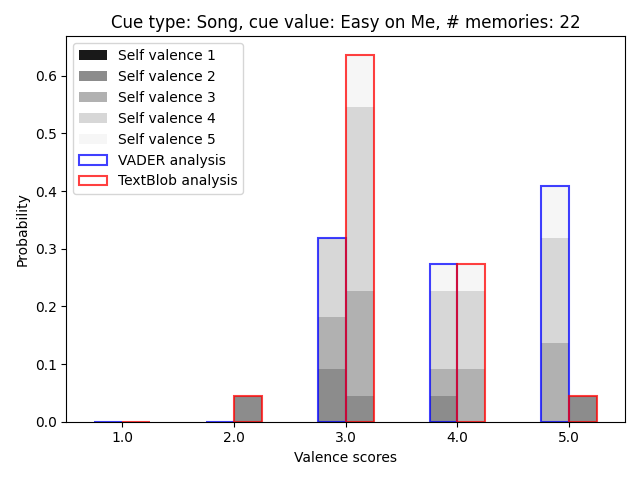 Cue type: Song, cue value: Easy on Me, # memories: 22
Self valence 1
Self valence 2
Self valence 3
Self valence 4
Self valence 5
VADER analysis
TextBlob analysis
Probability
0.6
0.5
0.4
0.3
0.2
0.1
0.0
1.0 2.0 3.0 4.0 5.0
Valence scores